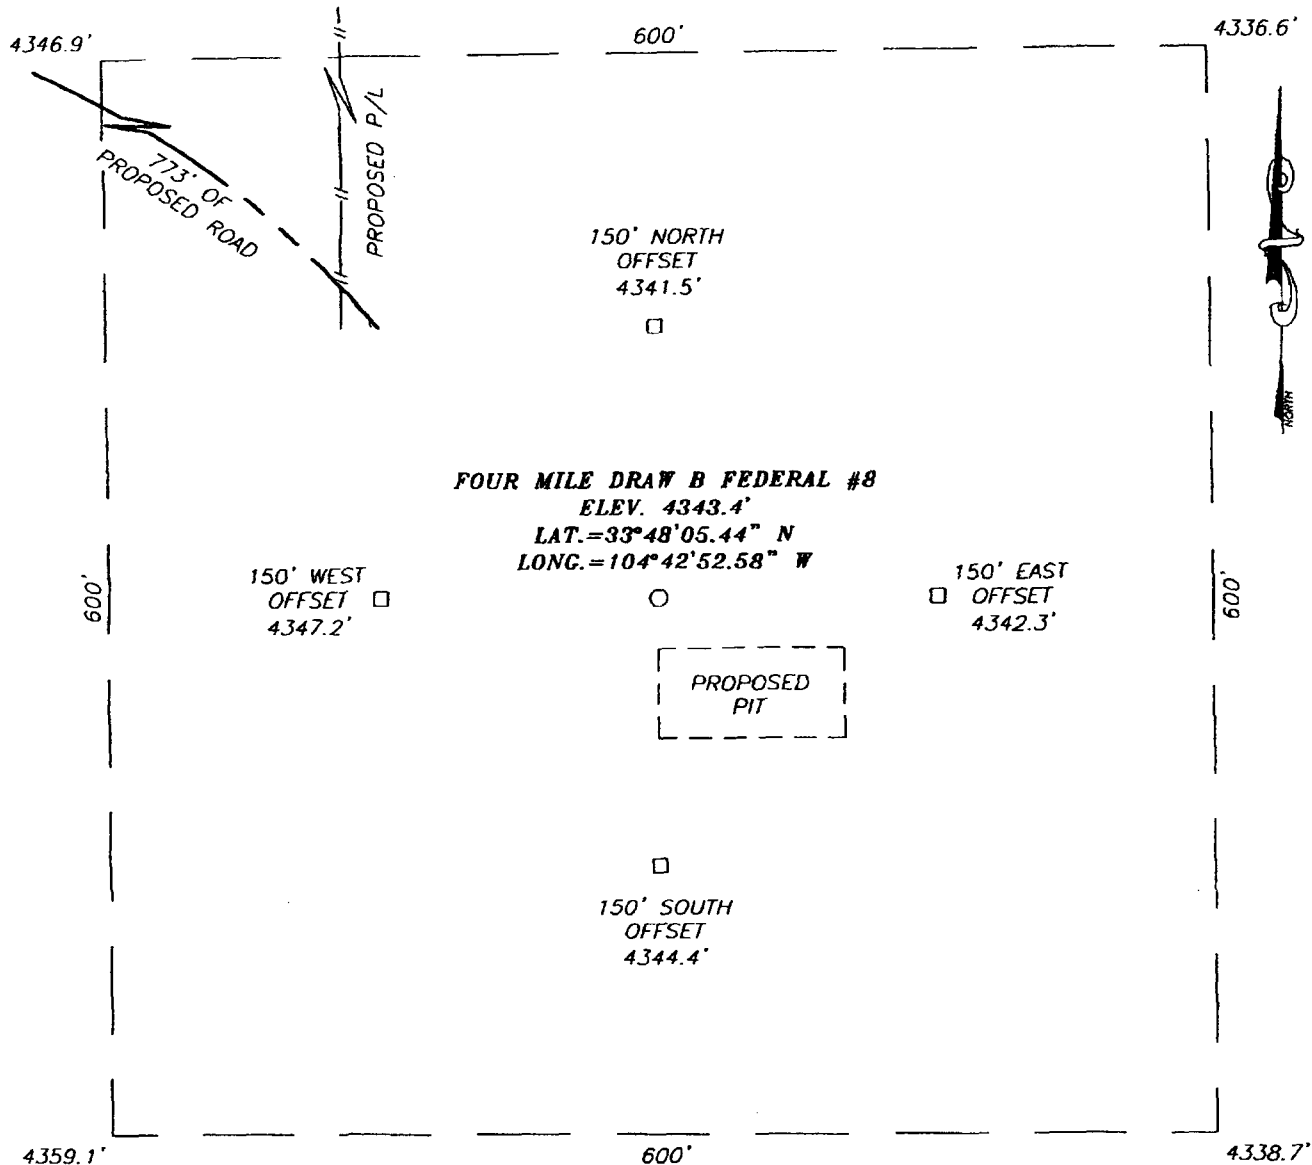 4346.9'
600'
4336.6'
773' OF
PROPOSED ROAD
PROPOSED P/L
NORTH
150' NORTH
OFFSET
4341.5'
FOUR MILE DRAW B FEDERAL #8
ELEV. 4343.4'
LAT.=33°48'05.44" N
LONG.=104°42'52.58" W
600'
150' WEST
OFFSET
4347.2'
150' EAST
OFFSET
4342.3'
600'
PROPOSED
PIT
150' SOUTH
OFFSET
4344.4'
4359.1'
600'
4338.7'